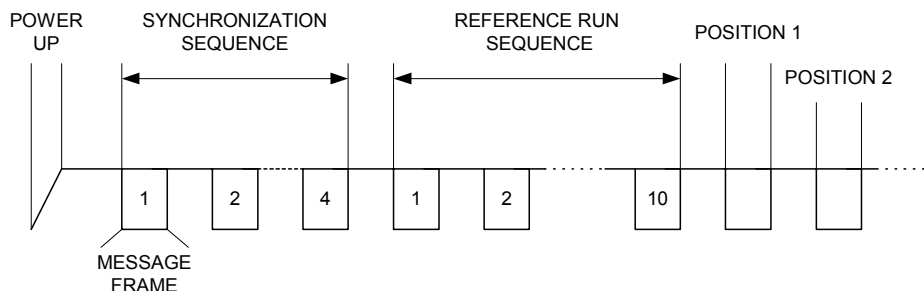 POWER
UP
SYNCHRONIZATION
SEQUENCE
REFERENCE RUN
SEQUENCE
POSITION 1
POSITION 2
1
2
4
1
2
10
MESSAGE
FRAME